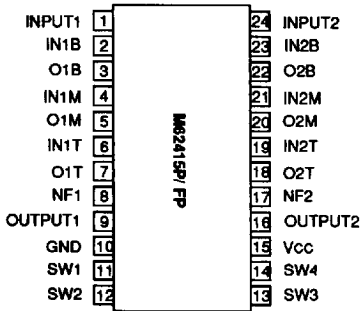 INPUT1 1 24 INPUT2
IN1B 2 23 IN2B
O1B 3 22 O2B
IN1M 4 21 IN2M
O1M 5 20 O2M
IN1T 6 19 IN2T
O1T 7 18 O2T
NF1 8 17 NF2
OUTPUT1 9 16 OUTPUT2
GND 10 15 Vcc
SW1 11 14 SW4
SW2 12 13 SW3
M62415P/ FP